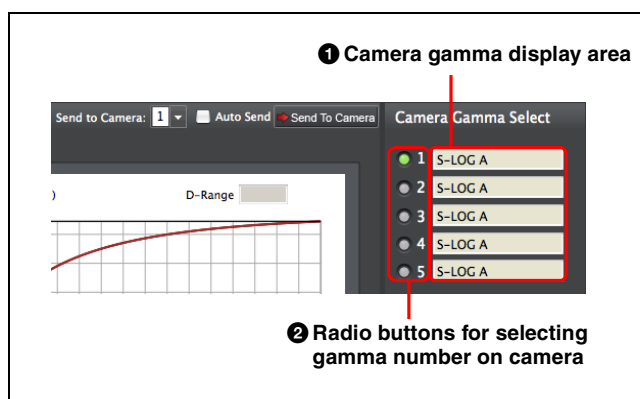 ❶ Camera gamma display area
Send to Camera: 1 Auto Send Send To Camera
Camera Gamma Select
) D-Range
1 S-LOG A
2 S-LOG A
3 S-LOG A
4 S-LOG A
5 S-LOG A
❷ Radio buttons for selecting
gamma number on camera